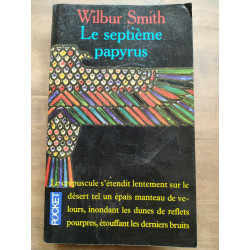 Wilbur Smith
Le septième
papyrus
Le crépuscule s'étendit lentement sur le
désert tel un épais manteau de ve-
lours, inondant les dunes de reflets
pourpres, étouffant les derniers bruits
POCKET